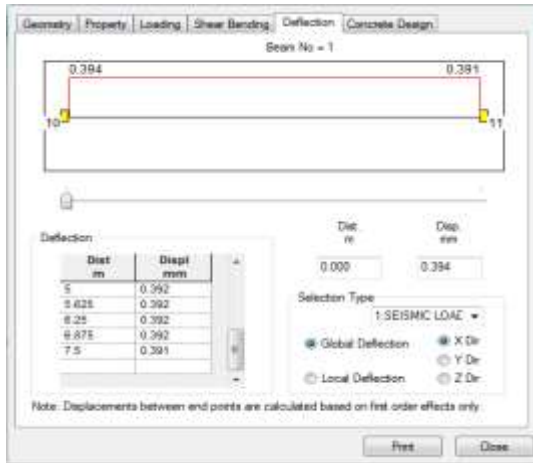 Geometry Property Loading Shear Bending Deflection Concrete Design
Beam No = 1
0.394 0.391
10 11
Deflection
Dist Displ
m mm
5 0.392
5.625 0.392
6.25 0.392
6.875 0.392
7.5 0.391
Dist. Disp.
m mm
0.000 0.394
Selection Type
1:SEISMIC LOAD
Global Deflection X Dir
Y Dir
Local Deflection Z Dir
Note: Displacements between end points are calculated based on first order effects only.
Print Close